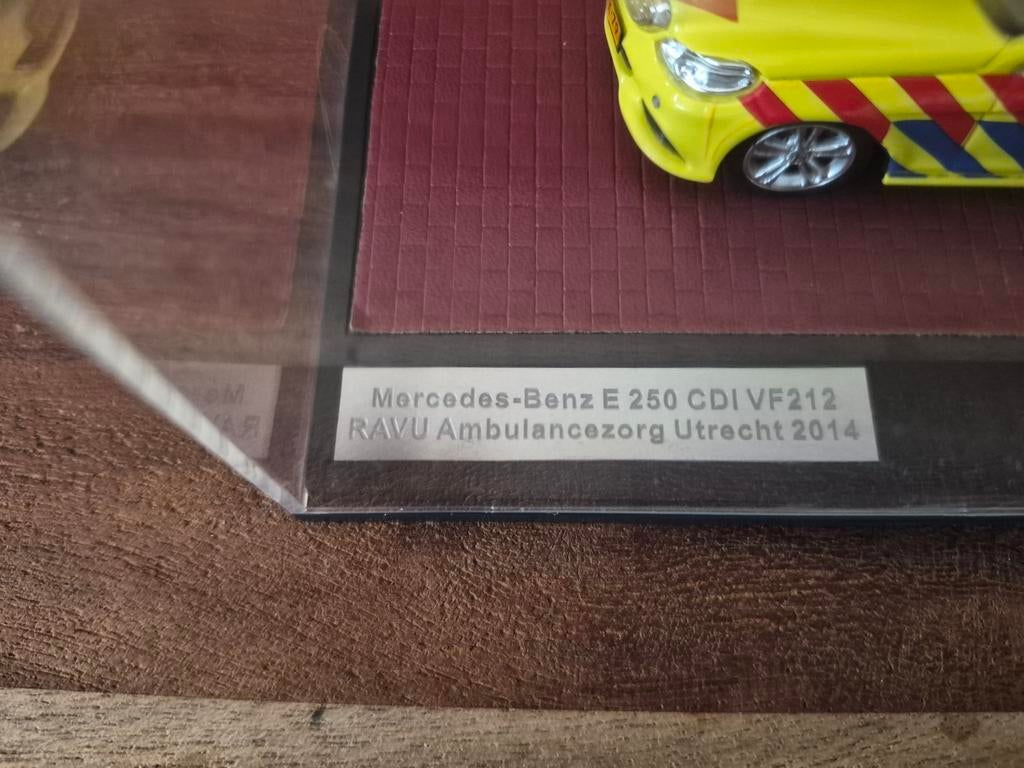 Mercedes-Benz E 250 CDI VF212
RAVU Ambulancezorg Utrecht 2014